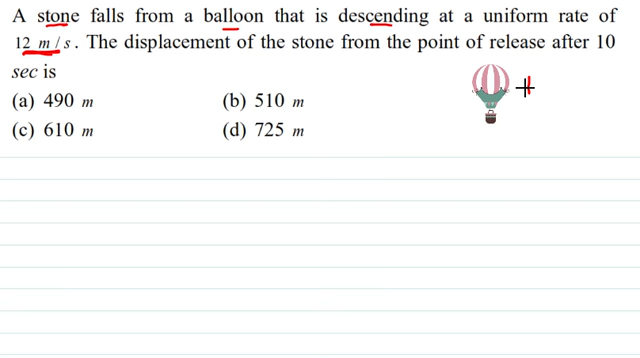 A stone falls from a balloon that is descending at a uniform rate of
12 m / s. The displacement of the stone from the point of release after 10
sec is
(a) 490 m (b) 510 m
(c) 610 m (d) 725 m